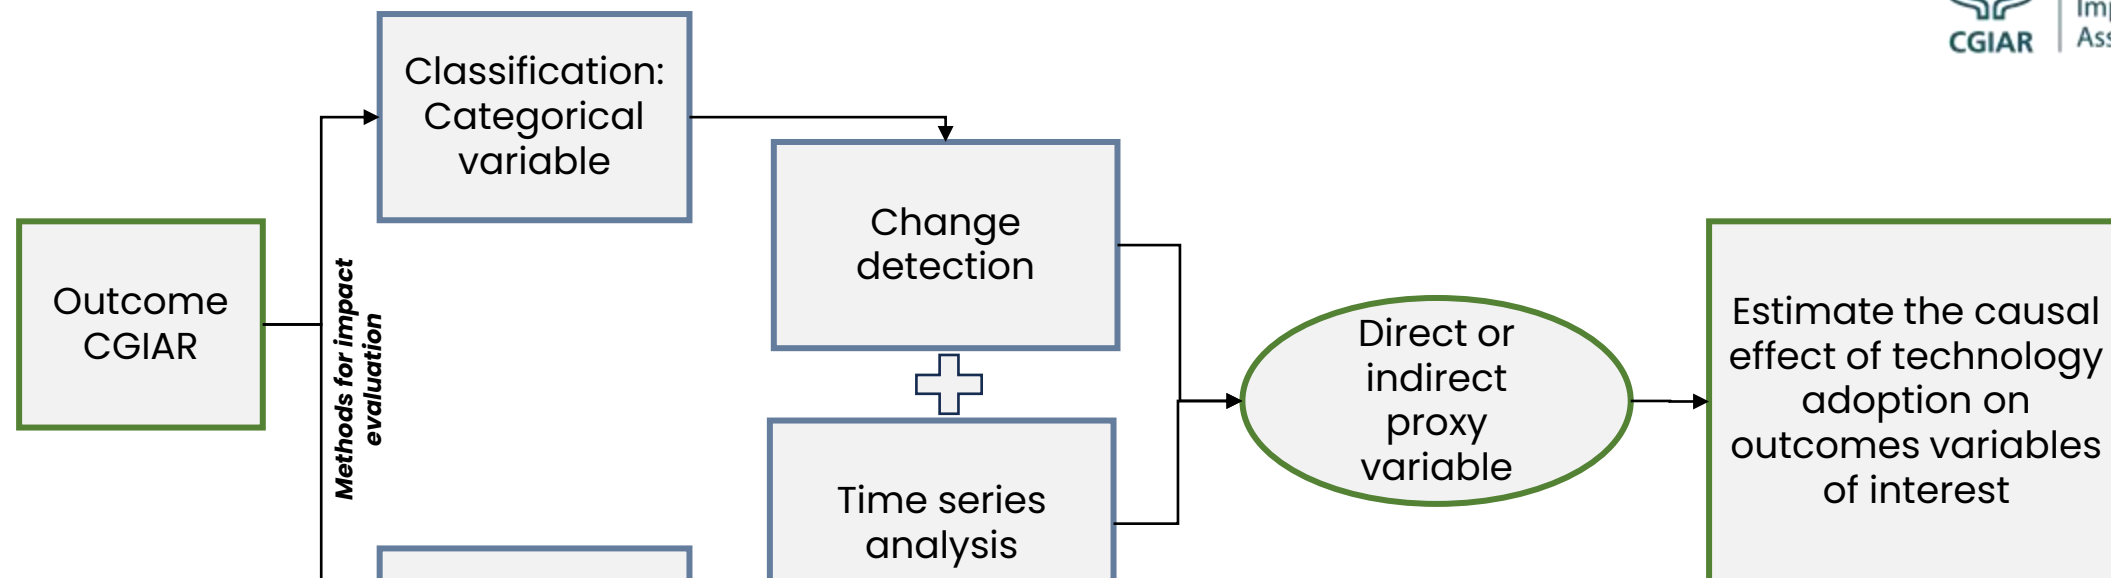 CGIAR
Classification:
Categorical
variable
Change
detection
Outcome
CGIAR
Methods for impact
evaluation
Time series
analysis
Direct or
indirect
proxy
variable
Estimate the causal
effect of technology
adoption on
outcomes variables
of interest